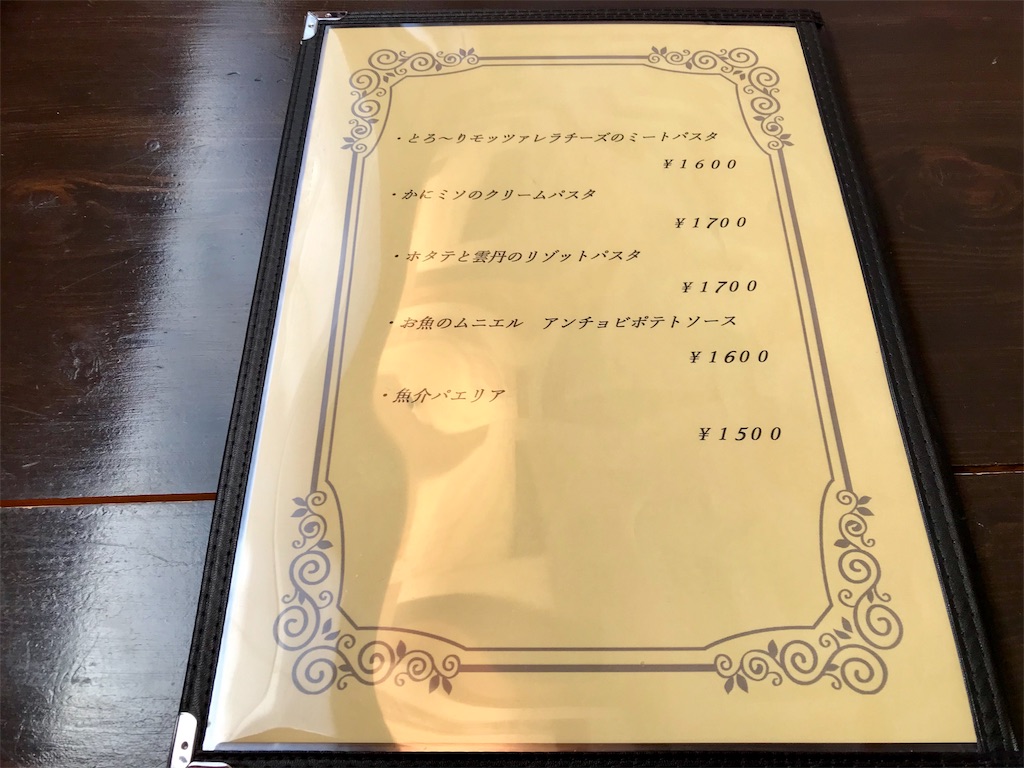 ・とろ～りモッツァレラチーズのミートパスタ
￥１６００
・かにミソのクリームパスタ
￥１７００
・ホタテと雲丹のリゾットパスタ
￥１７００
・お魚のムニエル　アンチョビポテトソース
￥１６００
・魚介パエリア
￥１５００